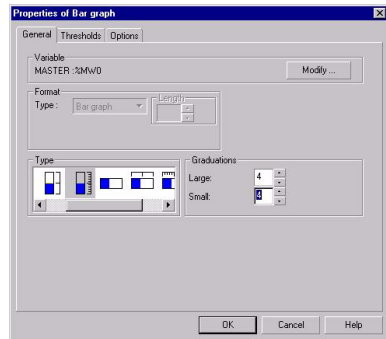 Properties of Bar graph
General Thresholds Options
Variable
MASTER :%MW0
Modify ...
Format
Type : Bar graph
Length
Type
Graduations
Large: 4
Small: 4
OK Cancel Help